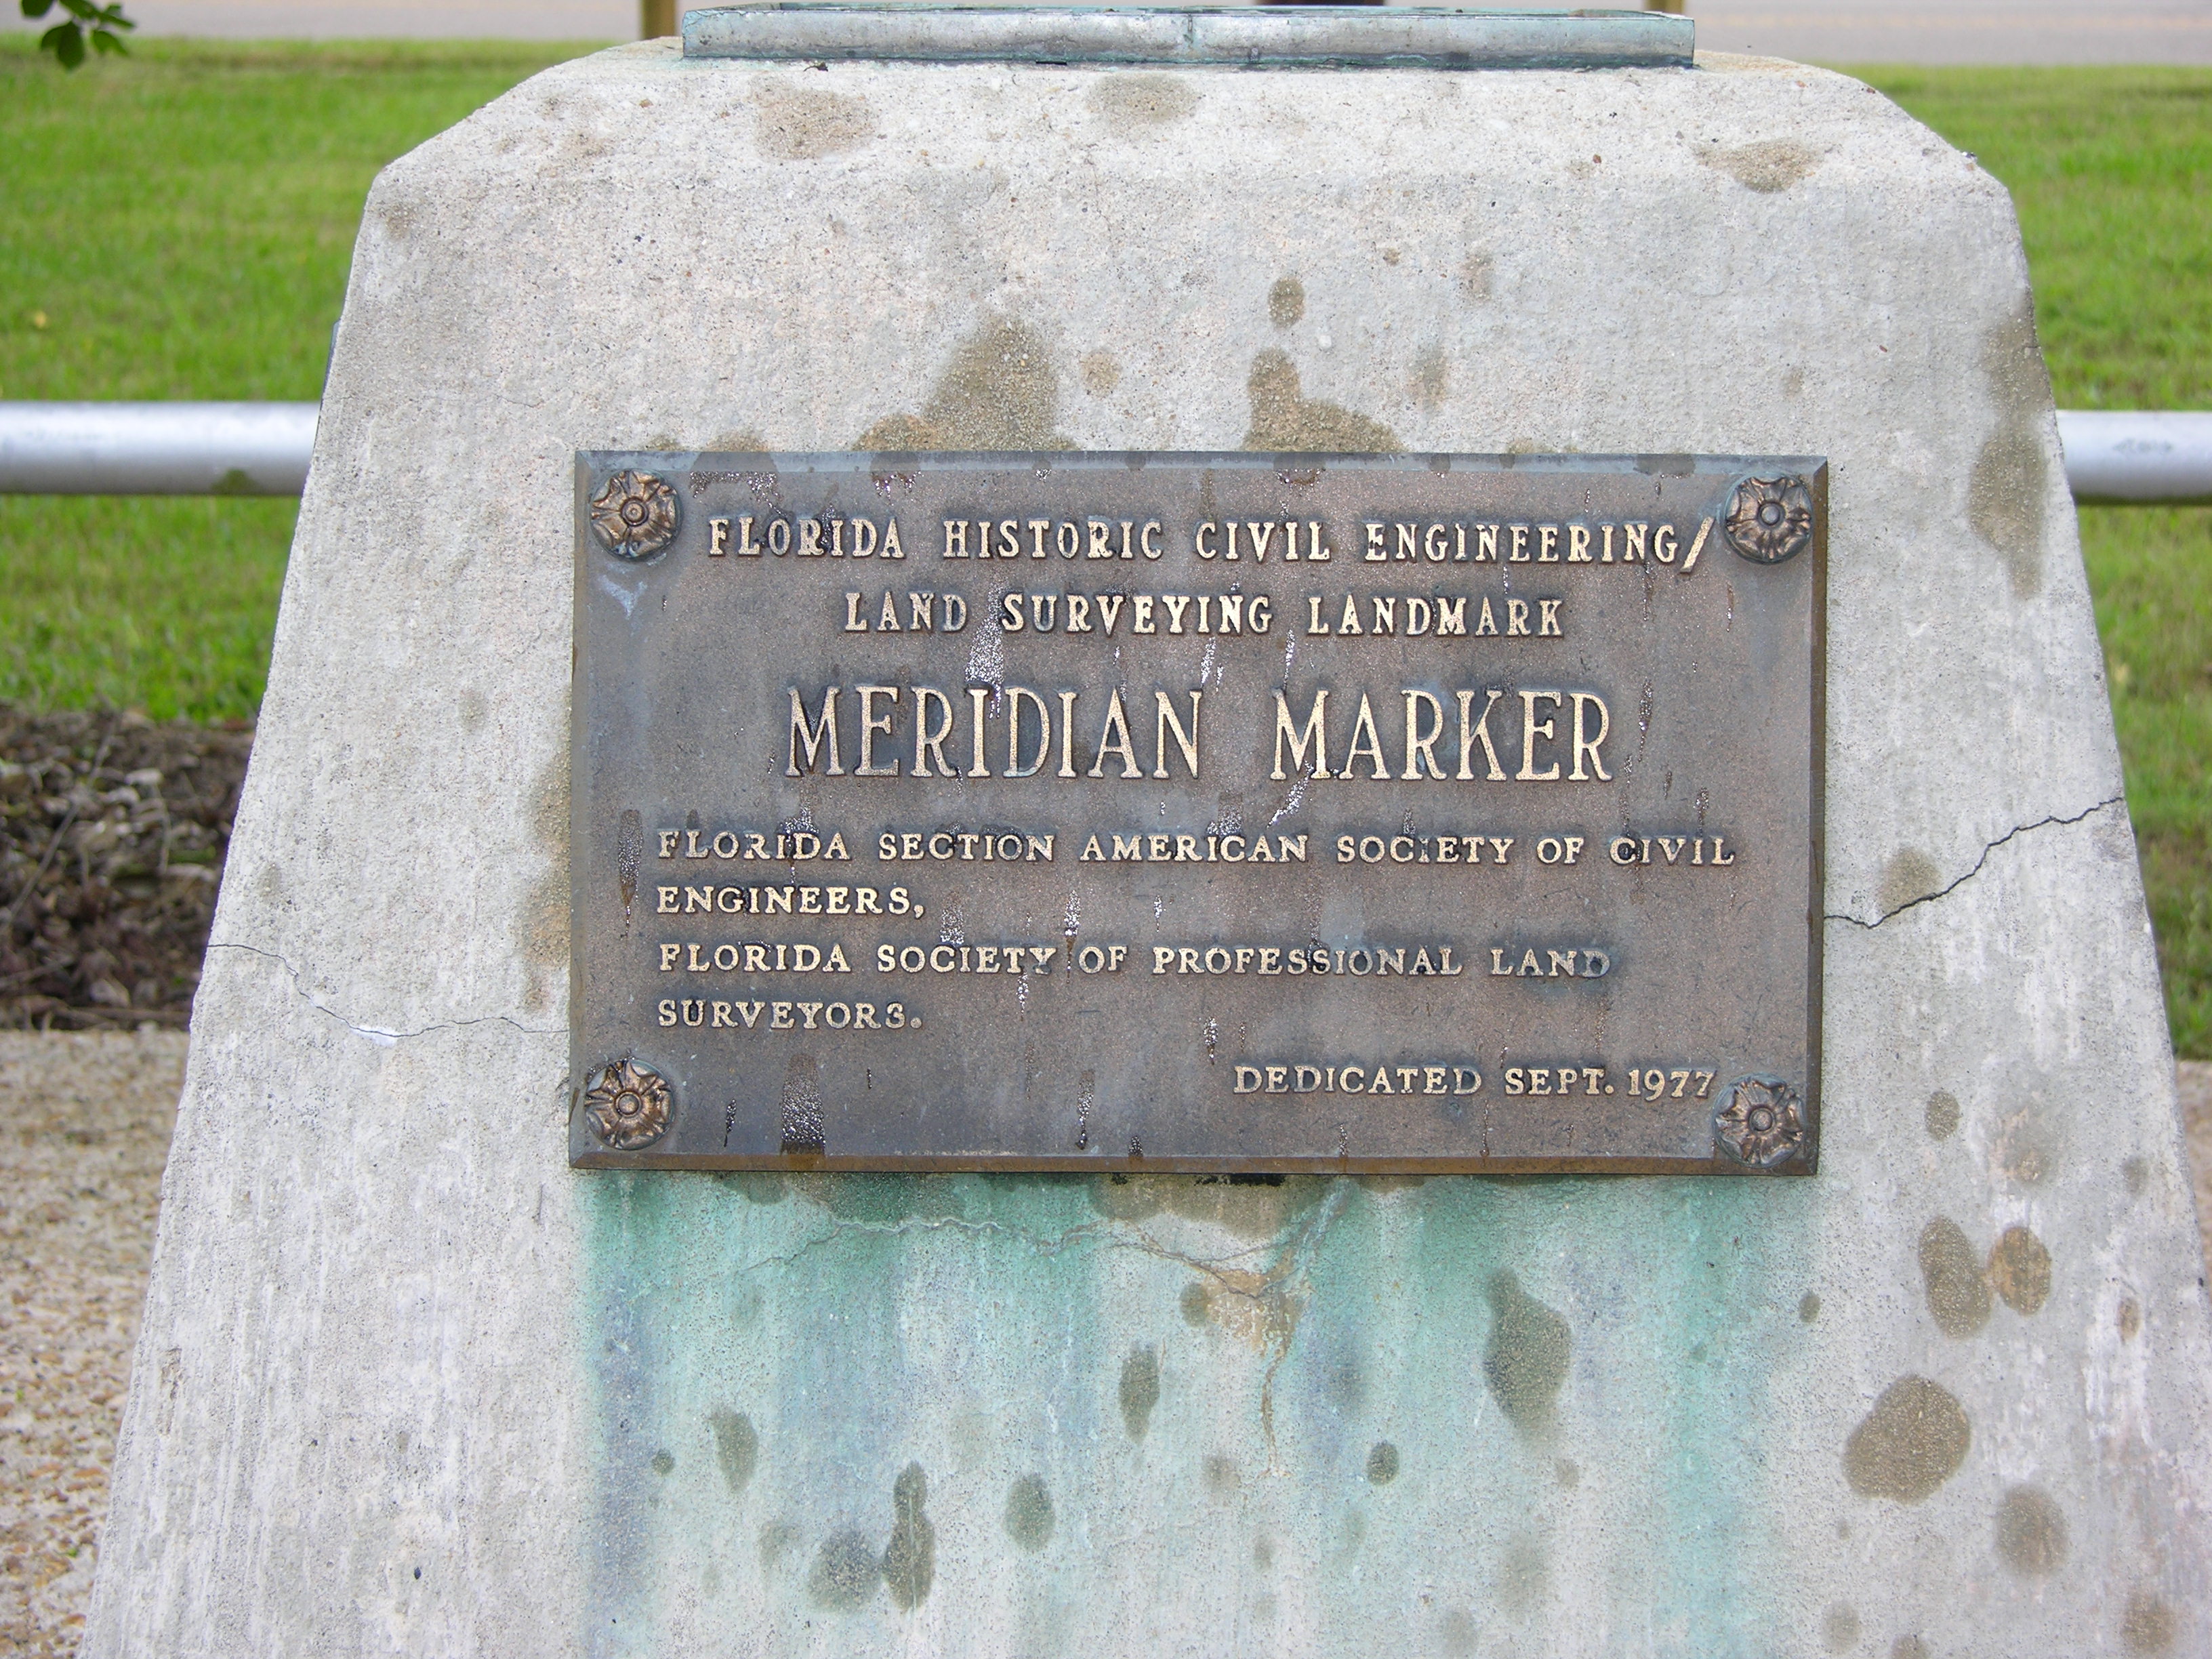 FLORIDA HISTORIC CIVIL ENGINEERING/
LAND SURVEYING LANDMARK
MERIDIAN MARKER
FLORIDA SECTION AMERICAN SOCIETY OF CIVIL
ENGINEERS,
FLORIDA SOCIETY OF PROFESSIONAL LAND
SURVEYORS.
DEDICATED SEPT. 1977